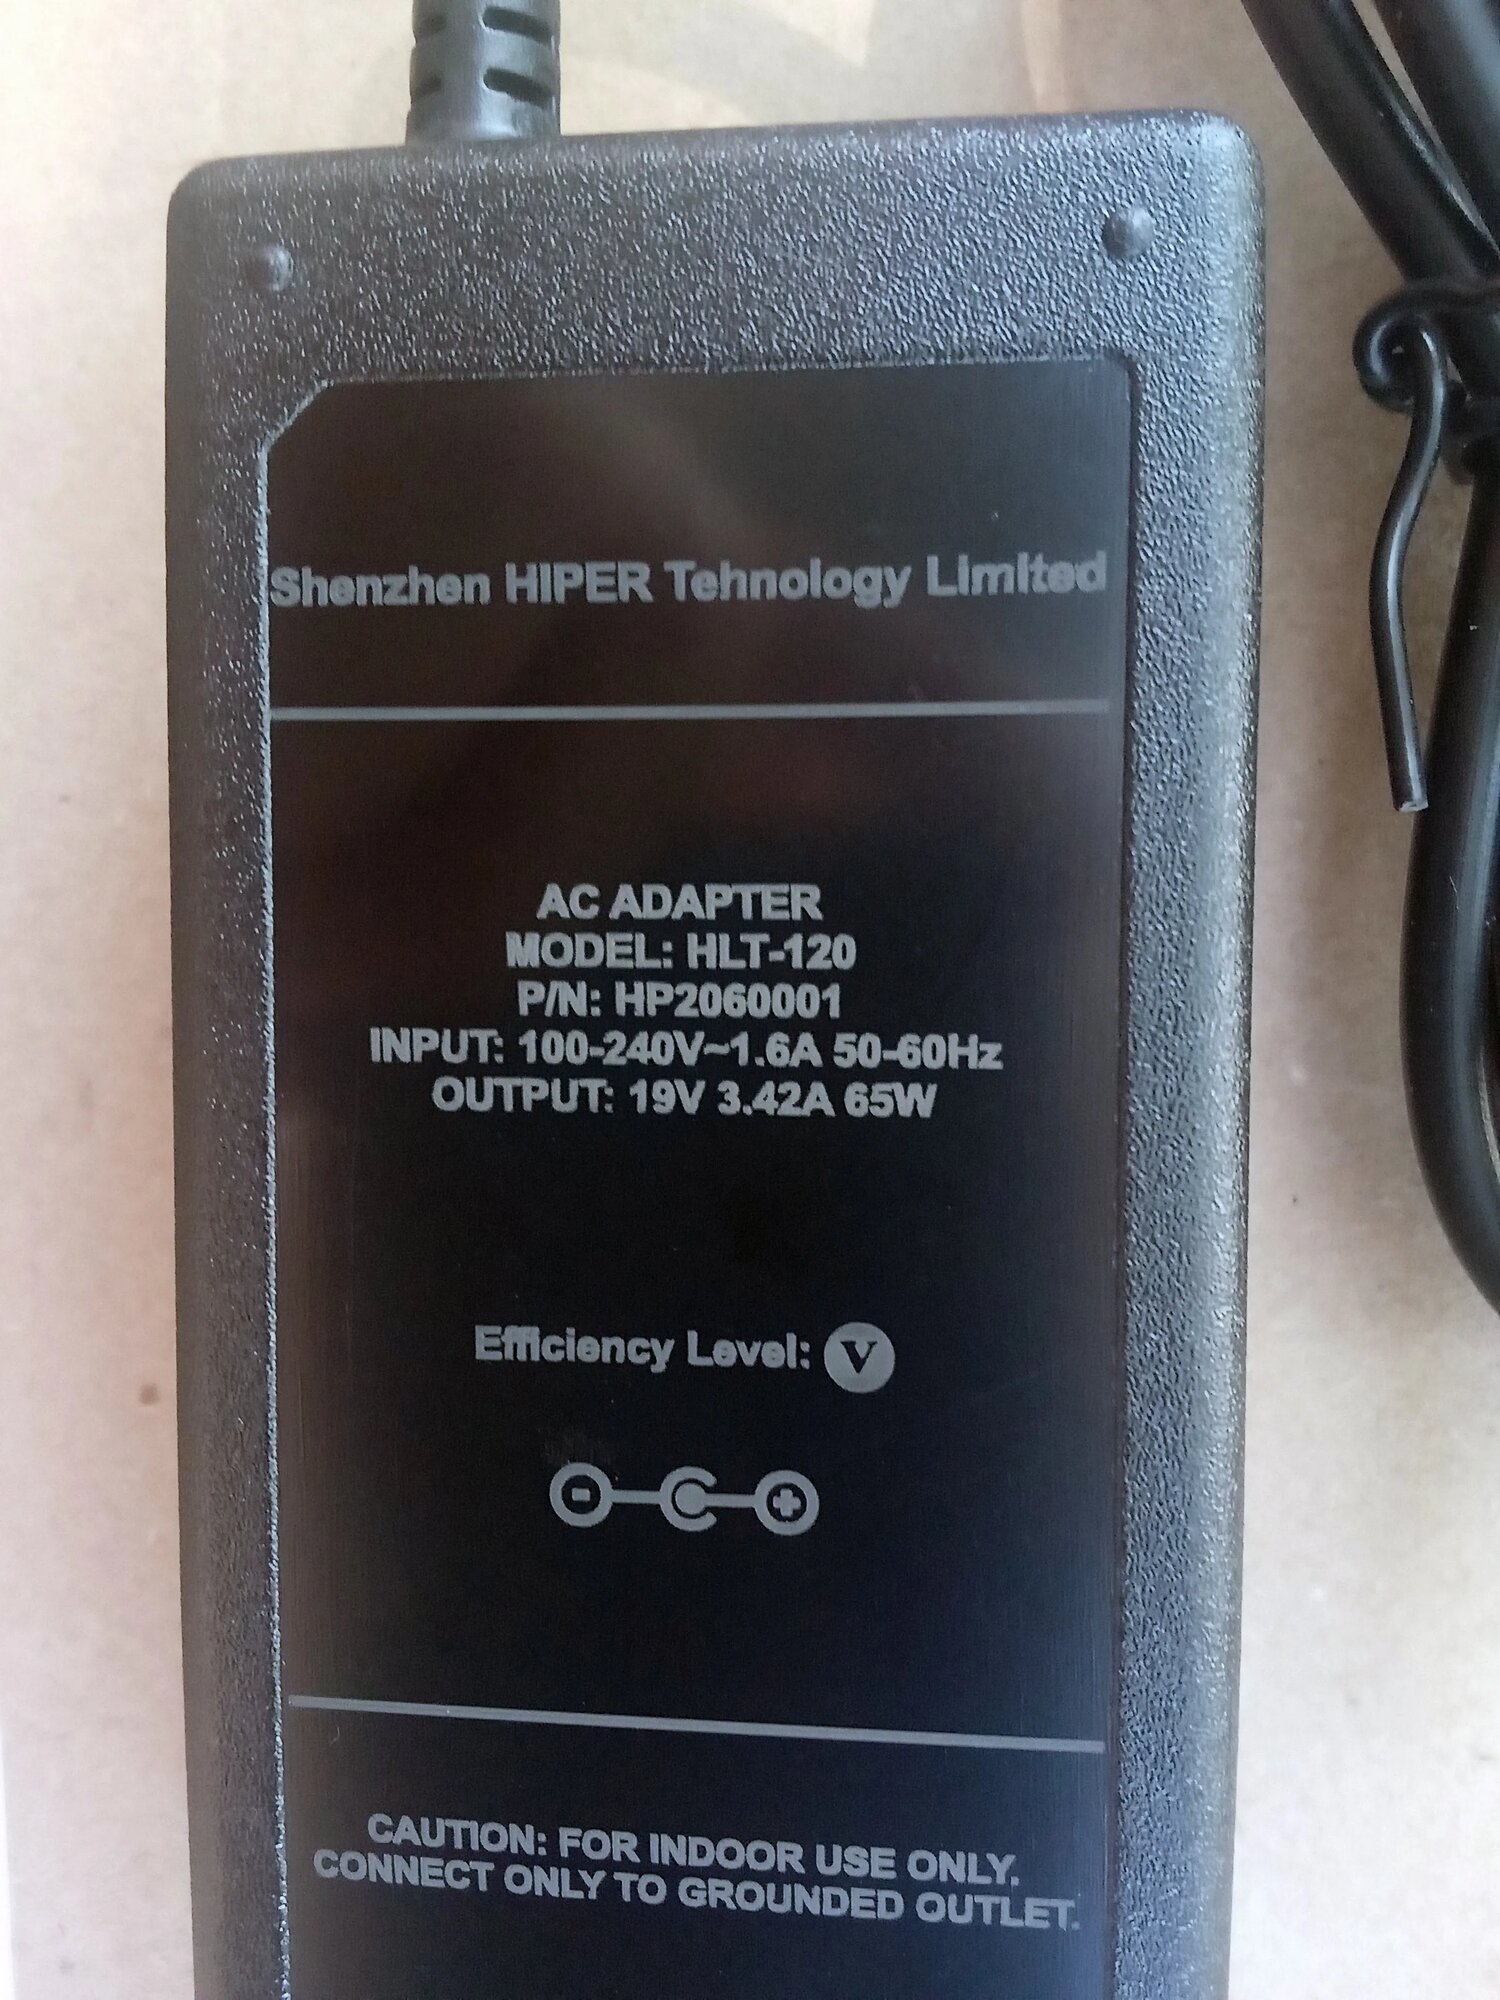 Shenzhen HIPER Tehnology Limited
AC ADAPTER
MODEL: HLT-120
P/N: HP2060001
INPUT: 100-240V~1.6A 50-60Hz
OUTPUT: 19V 3.42A 65W
Efficiency Level: V
- +
CAUTION: FOR INDOOR USE ONLY.
CONNECT ONLY TO GROUNDED OUTLET.